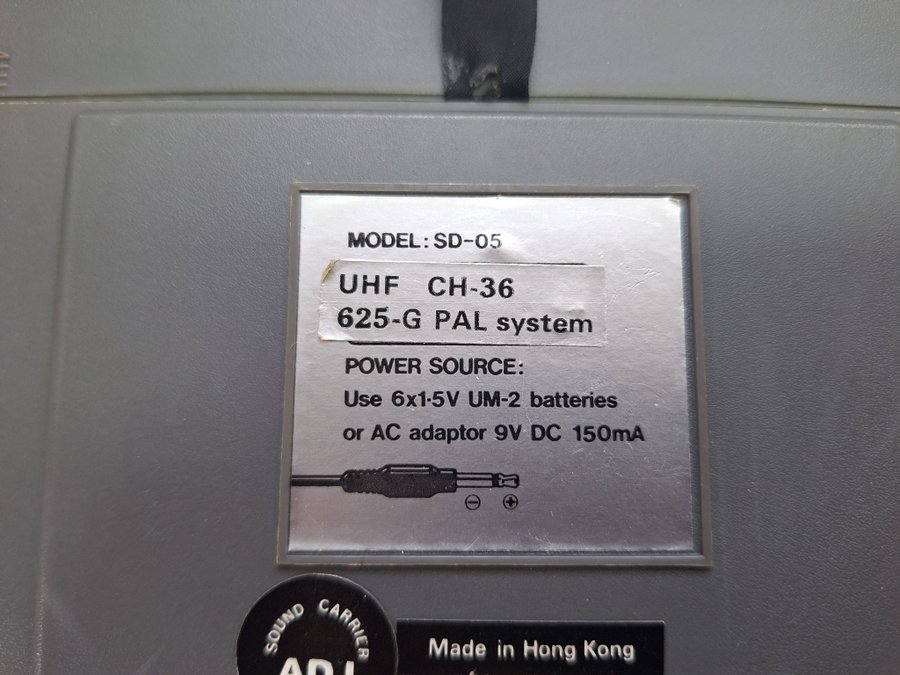 MODEL: SD-05
UHF CH-36
625-G PAL system
POWER SOURCE:
Use 6x1·5V UM-2 batteries
or AC adaptor 9V DC 150mA
⊖ ⊕
SOUND CARRIER
ADJ
Made in Hong Kong